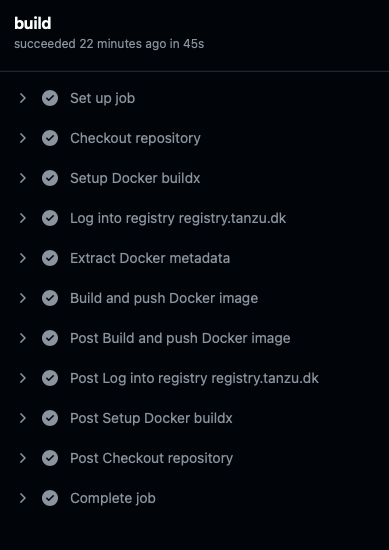 build
succeeded 22 minutes ago in 45s
Set up job
Checkout repository
Setup Docker buildx
Log into registry registry.tanzu.dk
Extract Docker metadata
Build and push Docker image
Post Build and push Docker image
Post Log into registry registry.tanzu.dk
Post Setup Docker buildx
Post Checkout repository
Complete job